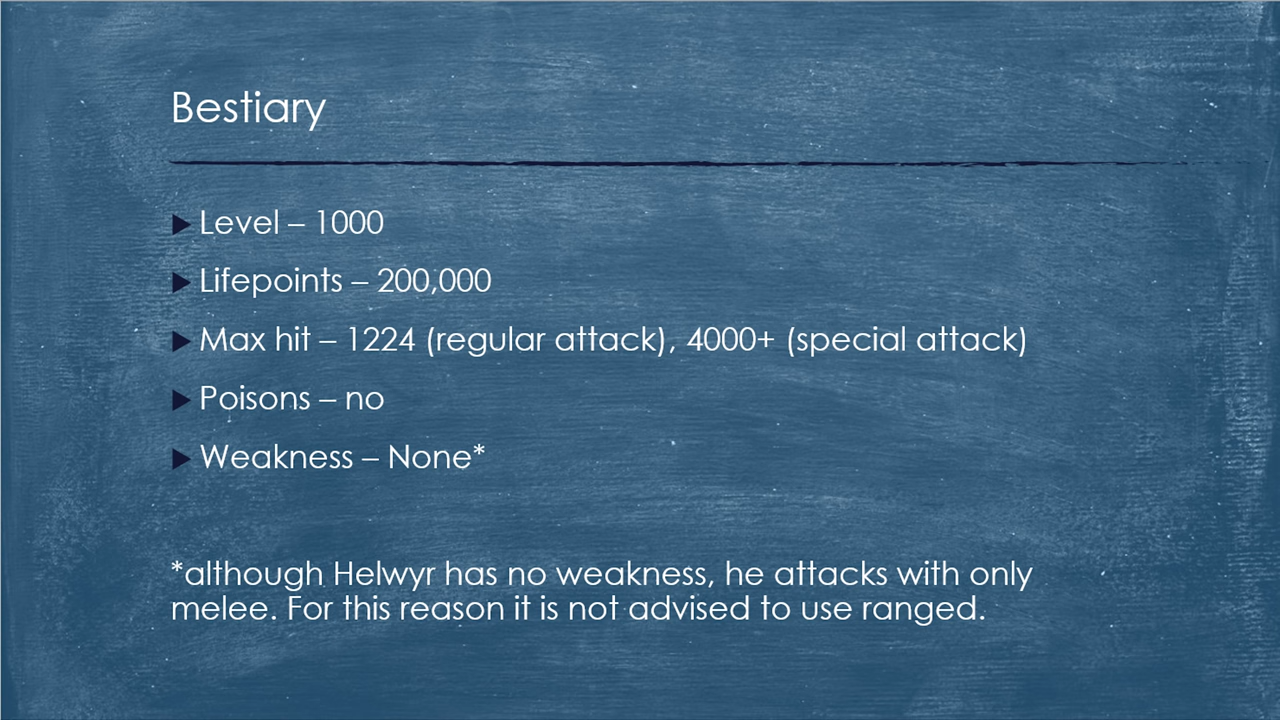 Bestiary
Level – 1000
Lifepoints – 200,000
Max hit – 1224 (regular attack), 4000+ (special attack)
Poisons – no
Weakness – None*
*although Helwyr has no weakness, he attacks with only
melee. For this reason it is not advised to use ranged.